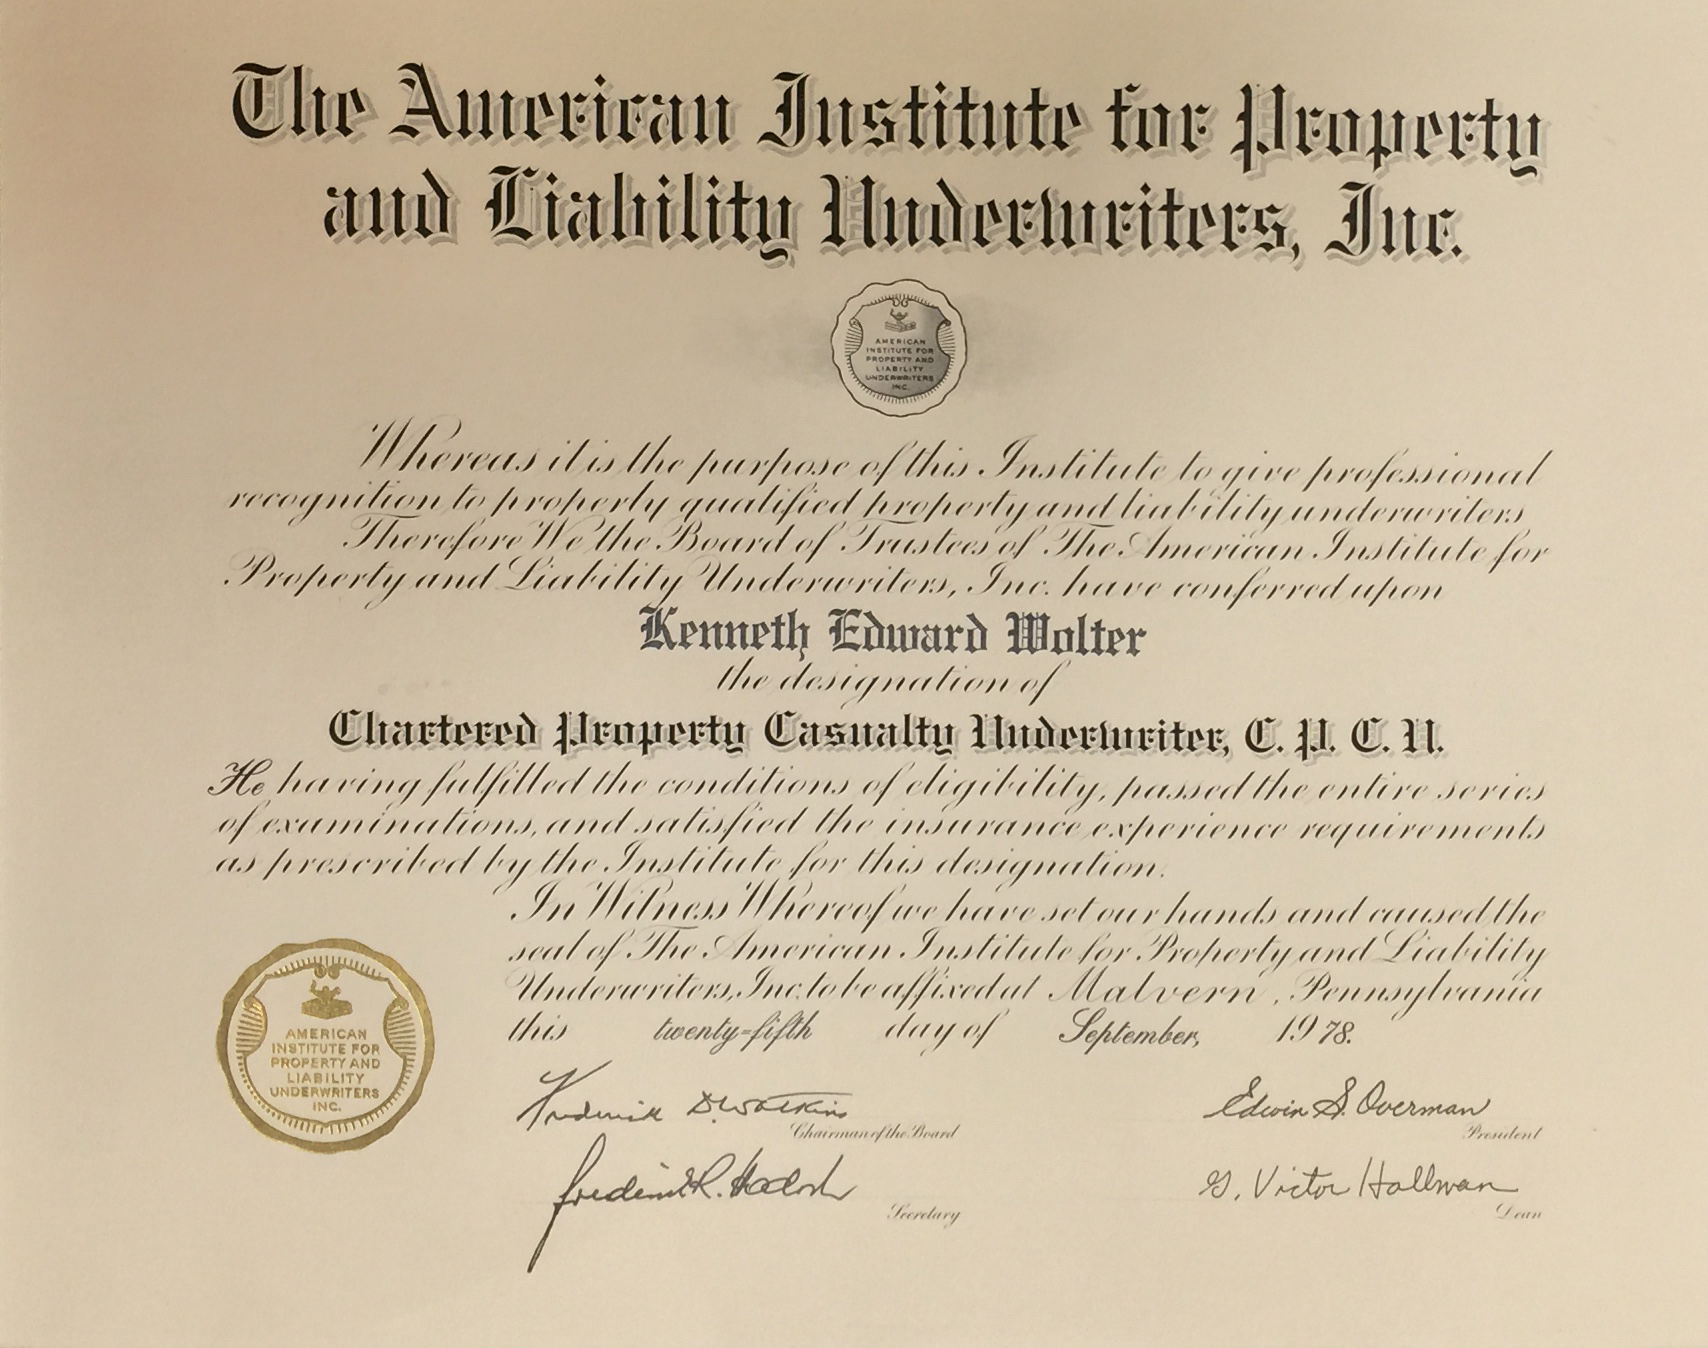 The American Institute for Property
and Liability Underwriters, Inc.
AMERICAN
INSTITUTE FOR
PROPERTY AND
LIABILITY
UNDERWRITERS
INC.
Whereas it is the purpose of this Institute to give professional
recognition to properly qualified property and liability underwriters
Therefore We the Board of Trustees of The American Institute for
Property and Liability Underwriters, Inc. have conferred upon
Kenneth Edward Wolter
the designation of
Chartered Property Casualty Underwriter, C. P. C. U.
He having fulfilled the conditions of eligibility, passed the entire series
of examinations, and satisfied the insurance experience requirements
as prescribed by the Institute for this designation.
In Witness Whereof we have set our hands and caused the
seal of The American Institute for Property and Liability
Underwriters, Inc. to be affixed at Malvern, Pennsylvania
this twenty-fifth day of September, 1978.
AMERICAN
INSTITUTE FOR
PROPERTY AND
LIABILITY
UNDERWRITERS
INC.
Frederick D. Watkins
Chairman of the Board
Edwin S. Overman
President
Frederick R.
Secretary
G. Victor Hallman
Dean